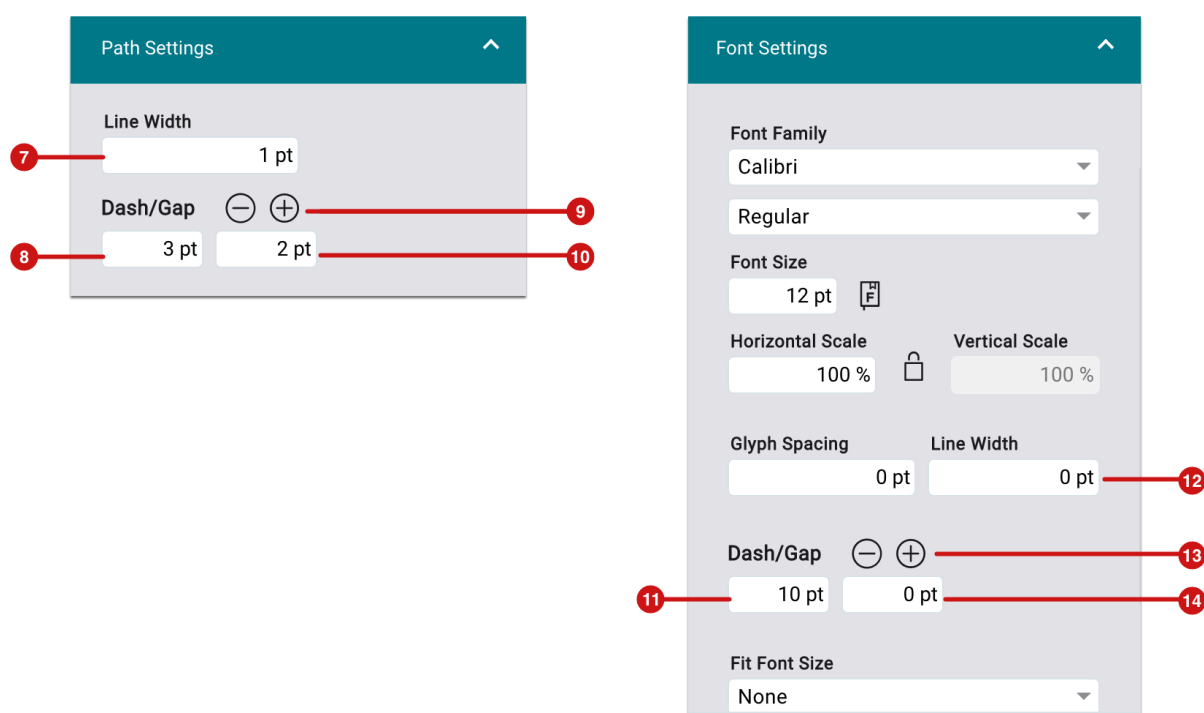 Path Settings
Line Width
7
1 pt
Dash/Gap
9
8
3 pt
2 pt
10
Font Settings
Font Family
Calibri
Regular
Font Size
12 pt
F
Horizontal Scale
Vertical Scale
100 %
100 %
Glyph Spacing
Line Width
0 pt
0 pt
12
Dash/Gap
13
11
10 pt
0 pt
14
Fit Font Size
None